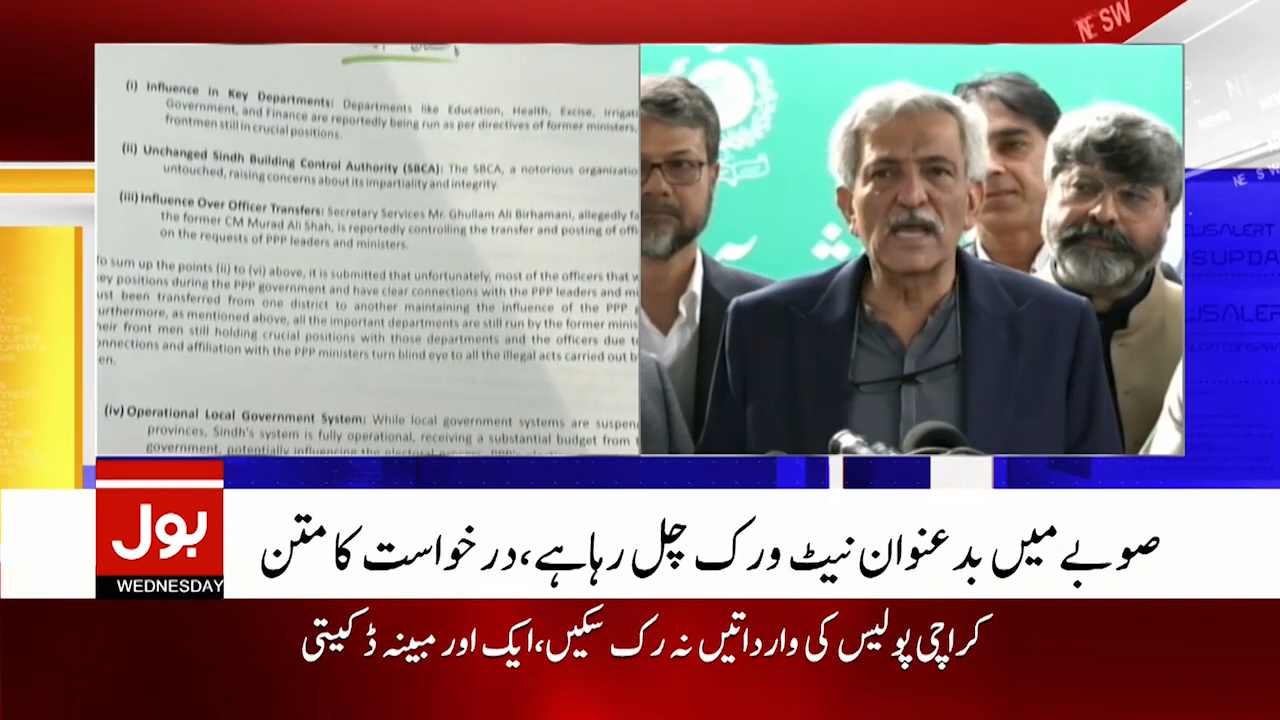 NEWS
(i) Influence in Key Departments: Departments like Education, Health, Excise,
Government, and Finance are reportedly being run as per directives of former ministers,
frontmen still in crucial positions.
(ii) Unchanged Sindh Building Control Authority (SBCA): The SBCA, a notorious
untouched, raising concerns about its impartiality and integrity.
(iii) Influence Over Officer Transfers: Secretary Services Mr. Ghullam Ali Birhamani, allegedly
the former CM Murad Ali Shah, is reportedly controlling the transfer and posting of
on the requests of PPP leaders and ministers.
sum up the points (ii) to (vi) above, it is submitted that unfortunately, most of the officers that
key positions during the PPP government and have clear connections with the PPP leaders and
just been transferred from one district to another maintaining the influence of the PPP
furthermore, as mentioned above, all the important departments are still run by the former
their front men still holding crucial positions with those departments and the officers due to
connections and affiliation with the PPP ministers turn blind eye to all the illegal acts carried out
(iv) Operational Local Government System: While local government systems are
provinces, Sindh's system is fully operational, receiving a substantial budget from
government, potentially influencing the electoral process,
بول
WEDNESDAY
صوبے میں بدعنوان نیٹ ورک چل رہا ہے، درخواست کا متن
کراچی پولیس کی وارداتیں نہ رک سکیں، ایک اور مبینہ ڈکیتی